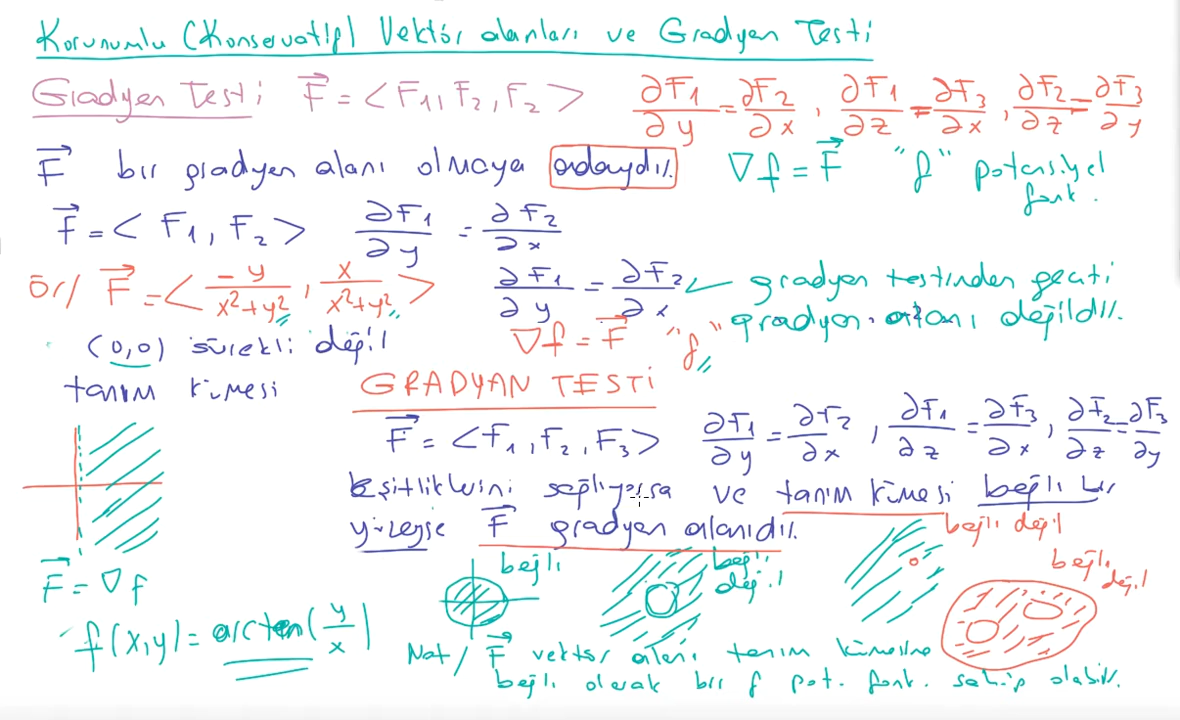 Korunumlu (Konservatif) Vektör alanları ve Gradyen Testi
Gradyen Testi; F⃗ = < F₁, F₂, F₂ > ∂F₁/∂y = ∂F₂/∂x , ∂F₁/∂z = ∂F₃/∂x , ∂F₂/∂z = ∂F₃/∂y
F⃗ bir gradyen alanı olmaya adaydır. ∇f = F⃗ "f" potansiyel
fonk.
F⃗ = < F₁, F₂ > ∂F₁/∂y = ∂F₂/∂x
Ör/ F⃗ = < -y/(x²+y²) , x/(x²+y²) > ∂F₁/∂y = ∂F₂/∂x gradyen testinden geçti
gradyen alanı değildir.
(0,0) sürekli değil ∇f = F⃗ "f"
tanım kümesi GRADYAN TESTİ
F⃗ = <F₁, F₂, F₃> ∂F₁/∂y = ∂F₂/∂x , ∂F₁/∂z = ∂F₃/∂x , ∂F₂/∂z = ∂F₃/∂y
Eşitliklerini sağlıyorsa ve tanım kümesi bağlı bir
yüzeyse F⃗ gradyen alanıdır.
bağlı değil
bağlı
bağlı değil
bağlı değil
F⃗ = ∇f
f(x,y) = arctan(y/x)
Not/ F⃗ vektör alanı tanım kümesine
bağlı olarak bir f pot. fonk. sahip olabilir.